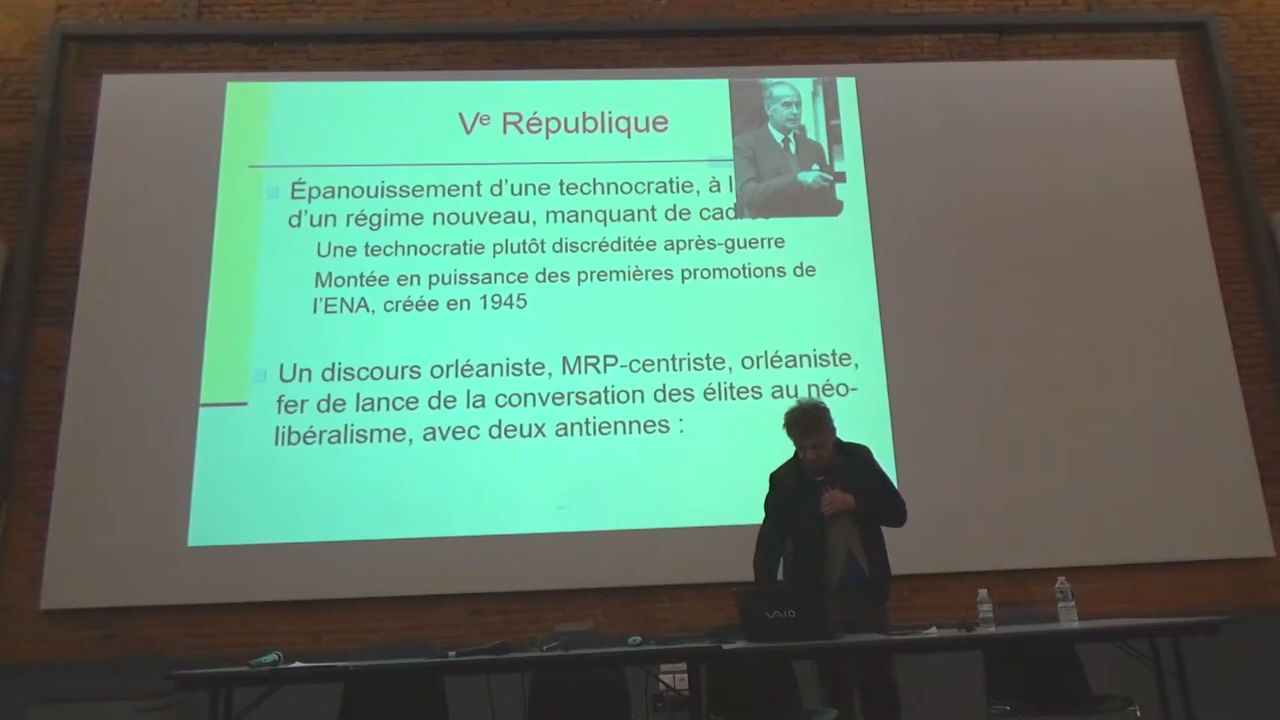 Ve République
Épanouissement d'une technocratie, à l
d'un régime nouveau, manquant de cadres
Une technocratie plutôt discréditée après-guerre
Montée en puissance des premières promotions de
l'ENA, créée en 1945
Un discours orléaniste, MRP-centriste, orléaniste,
fer de lance de la conversation des élites au néo-
libéralisme, avec deux antiennes :
VAIO